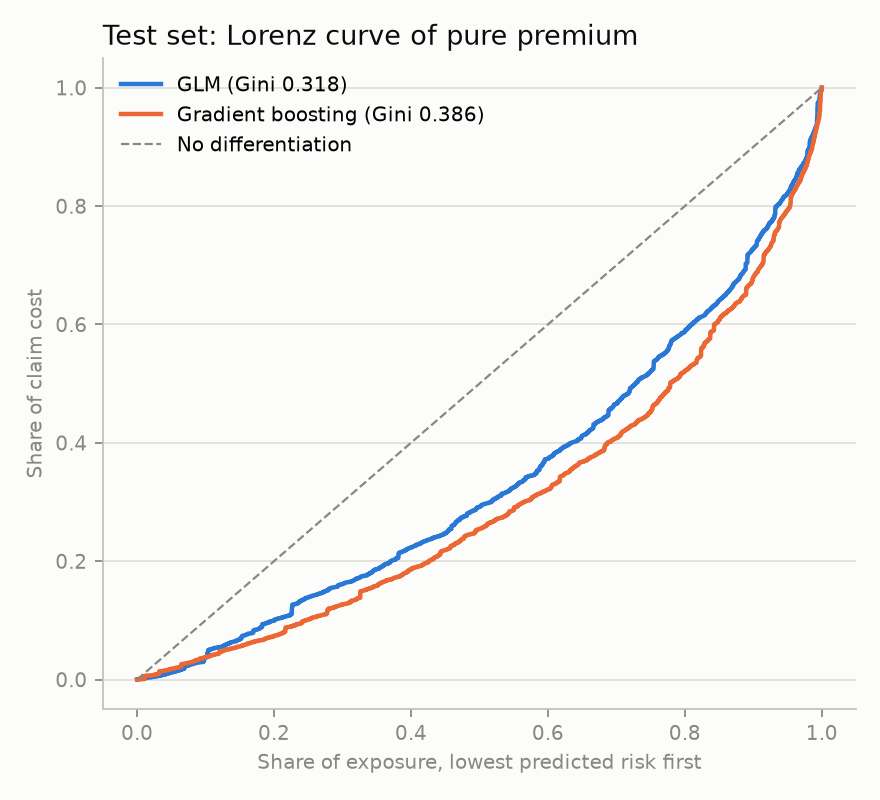 Test set: Lorenz curve of pure premium
GLM (Gini 0.318)
Gradient boosting (Gini 0.386)
No differentiation
1.0
0.8
0.6
0.4
0.2
0.0
Share of claim cost
0.0 0.2 0.4 0.6 0.8 1.0
Share of exposure, lowest predicted risk first